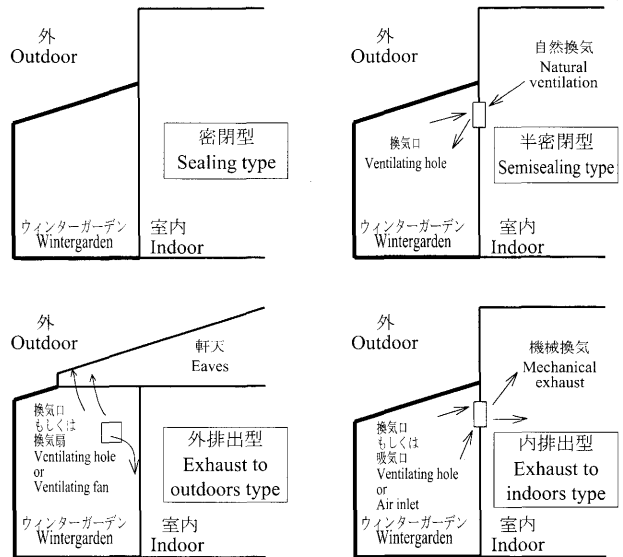 外
Outdoor
密閉型
Sealing type
ウィンターガーデン
Wintergarden
室内
Indoor
外
Outdoor
自然換気
Natural
ventilation
換気口
Ventilating hole
半密閉型
Semisealing type
ウィンターガーデン
Wintergarden
室内
Indoor
外
Outdoor
軒天
Eaves
換気口
もしくは
換気扇
Ventilating hole
or
Ventilating fan
外排出型
Exhaust to
outdoors type
ウィンターガーデン
Wintergarden
室内
Indoor
外
Outdoor
機械換気
Mechanical
exhaust
換気口
もしくは
吸気口
Ventilating hole
or
Air inlet
内排出型
Exhaust to
indoors type
ウィンターガーデン
Wintergarden
室内
Indoor